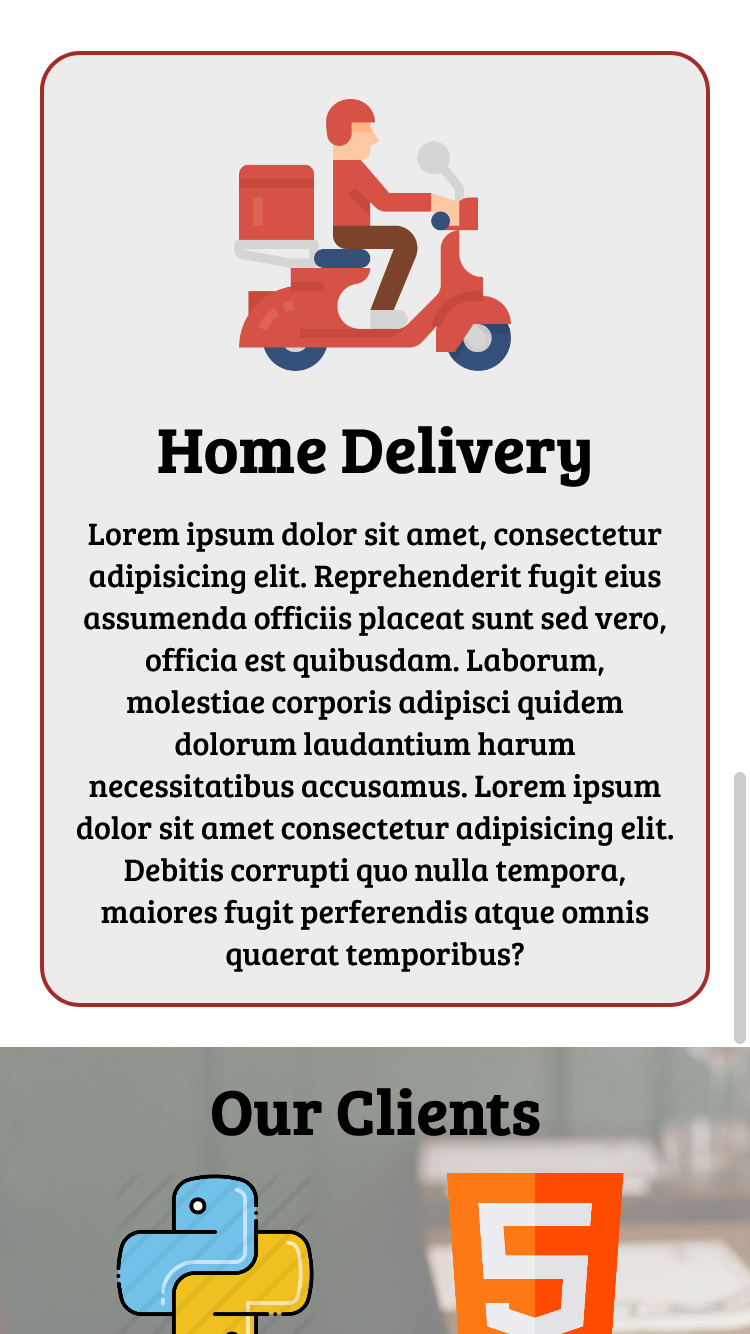 Home Delivery
Lorem ipsum dolor sit amet, consectetur
adipisicing elit. Reprehenderit fugit eius
assumenda officiis placeat sunt sed vero,
officia est quibusdam. Laborum,
molestiae corporis adipisci quidem
dolorum laudantium harum
necessitatibus accusamus. Lorem ipsum
dolor sit amet consectetur adipisicing elit.
Debitis corrupti quo nulla tempora,
maiores fugit perferendis atque omnis
quaerat temporibus?
Our Clients
5